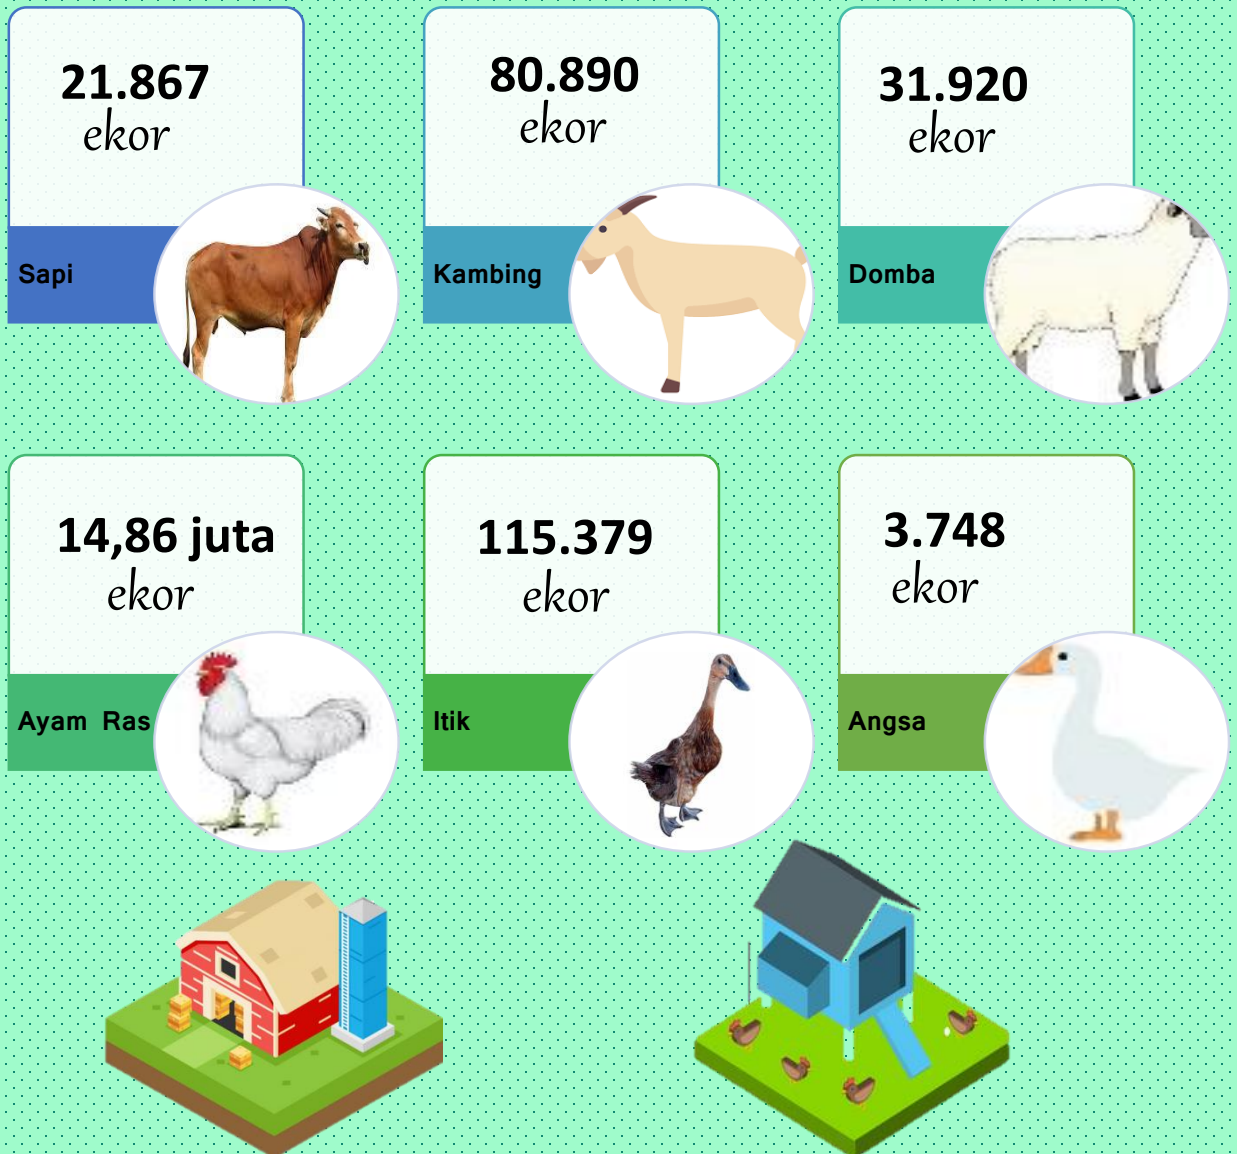 21.867
ekor
Sapi
80.890
ekor
Kambing
31.920
ekor
Domba
14,86 juta
ekor
Ayam Ras
115.379
ekor
Itik
3.748
ekor
Angsa